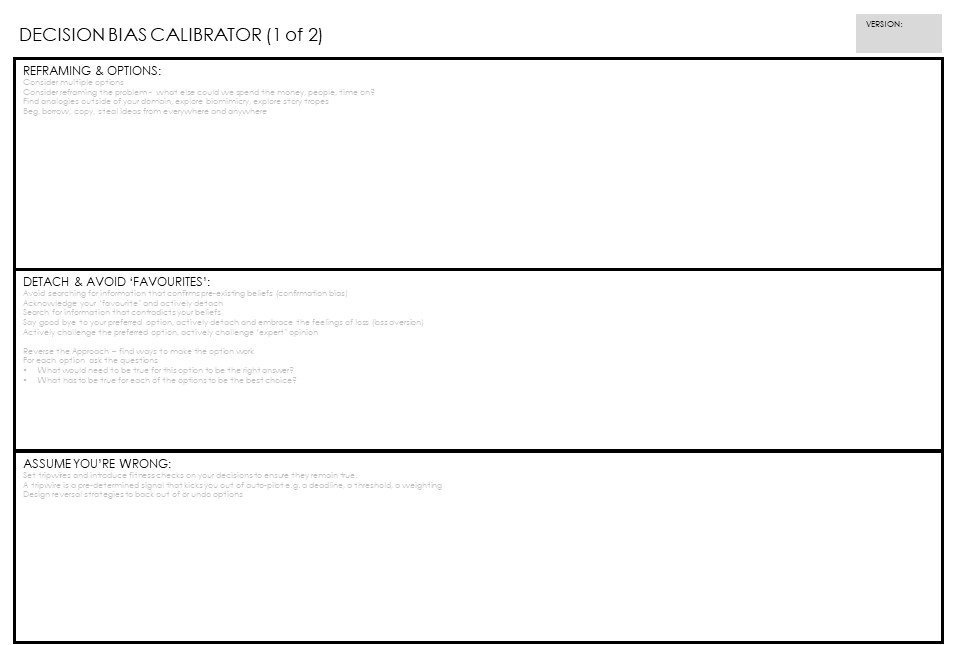 DECISION BIAS CALIBRATOR (1 of 2)
VERSION:
REFRAMING & OPTIONS:
Consider multiple options
Consider reframing the problem - what else could we spend the money, people, time on?
Find analogies outside of your domain, explore biomimicry, explore story tropes
Beg, borrow, copy, steal ideas from everywhere and anywhere
DETACH & AVOID ‘FAVOURITES’:
Avoid searching for information that confirms pre-existing beliefs (confirmation bias)
Acknowledge your ‘favourite’ and actively detach
Search for information that contradicts your beliefs
Say good bye to your preferred option, actively detach and embrace the feelings of loss (loss aversion)
Actively challenge the preferred option, actively challenge ‘expert’ opinion
Reverse the Approach – find ways to make the option work
For each option ask the questions
• What would need to be true for this option to be the right answer?
• What has to be true for each of the options to be the best choice?
ASSUME YOU’RE WRONG:
Set tripwires and introduce fitness checks on your decisions to ensure they remain true.
A tripwire is a pre-determined signal that kicks you out of auto-pilot e.g. a deadline, a threshold, a weighting
Design reversal strategies to back out of or undo options